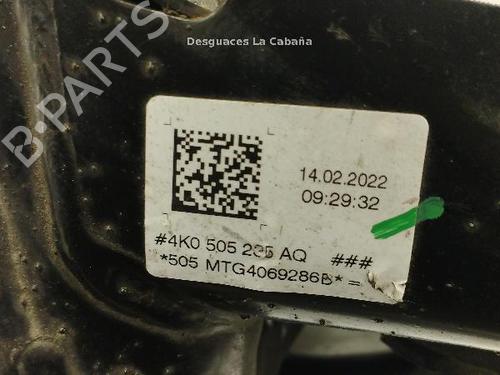 Desguaces La Cabaña
B-PARTS
14.02.2022
09:29:32
#4K0 505 235 AQ ###
*505 MTG4069286B* =